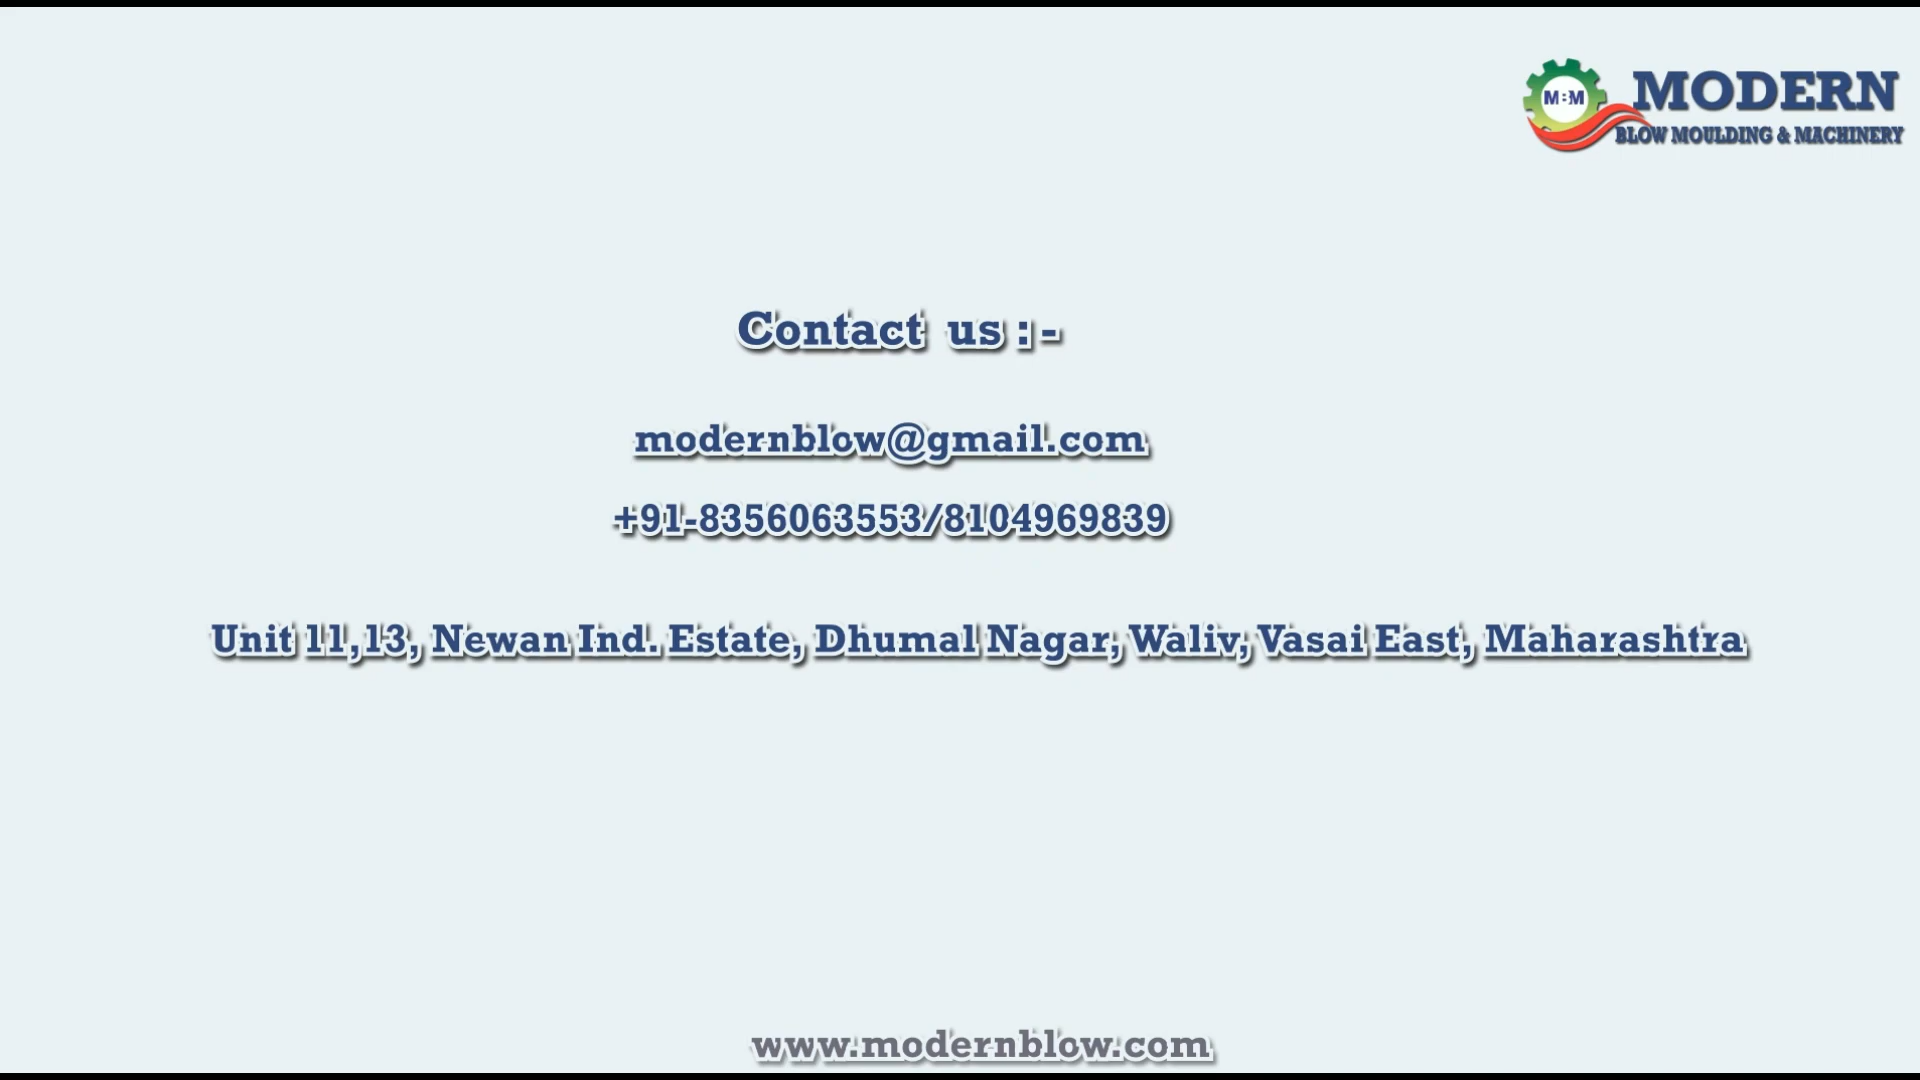 M:BM
MODERN
BLOW MOULDING & MACHINERY
Contact us : -
modernblow@gmail.com
+91-8356063553/8104969839
Unit 11,13, Newan Ind. Estate, Dhumal Nagar, Waliv, Vasai East, Maharashtra
www.modernblow.com